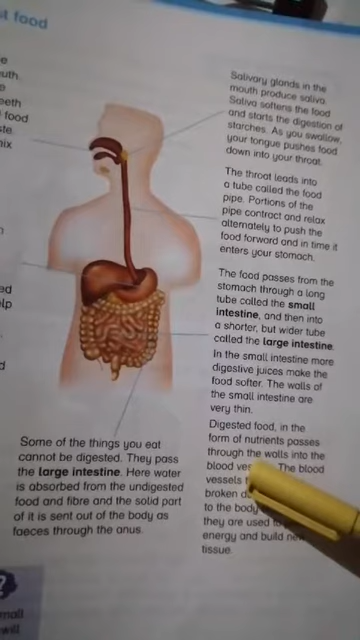 st food
e
uth.
e
eeth
food
ste.
nix
n
ed
elp
d
Salivary glands in the
mouth produce saliva.
Saliva softens the food
and starts the digestion of
starches. As you swallow,
your tongue pushes food
down into your throat.
The throat leads into
a tube called the food
pipe. Portions of the
pipe contract and relax
alternately to push the
food forward and in time it
enters your stomach.
The food passes from the
stomach through a long
tube called the small
intestine, and then into
a shorter, but wider tube
called the large intestine.
In the small intestine more
digestive juices make the
food softer. The walls of
the small intestine are
very thin.
Digested food, in the
form of nutrients passes
through the walls into the
blood ves The blood
vessels
broken d
to the body
they are used to
energy and build new
tissue.
Some of the things you eat
cannot be digested. They pass
the large intestine. Here water
is absorbed from the undigested
food and fibre and the solid part
of it is sent out of the body as
faeces through the anus.
?
small
will